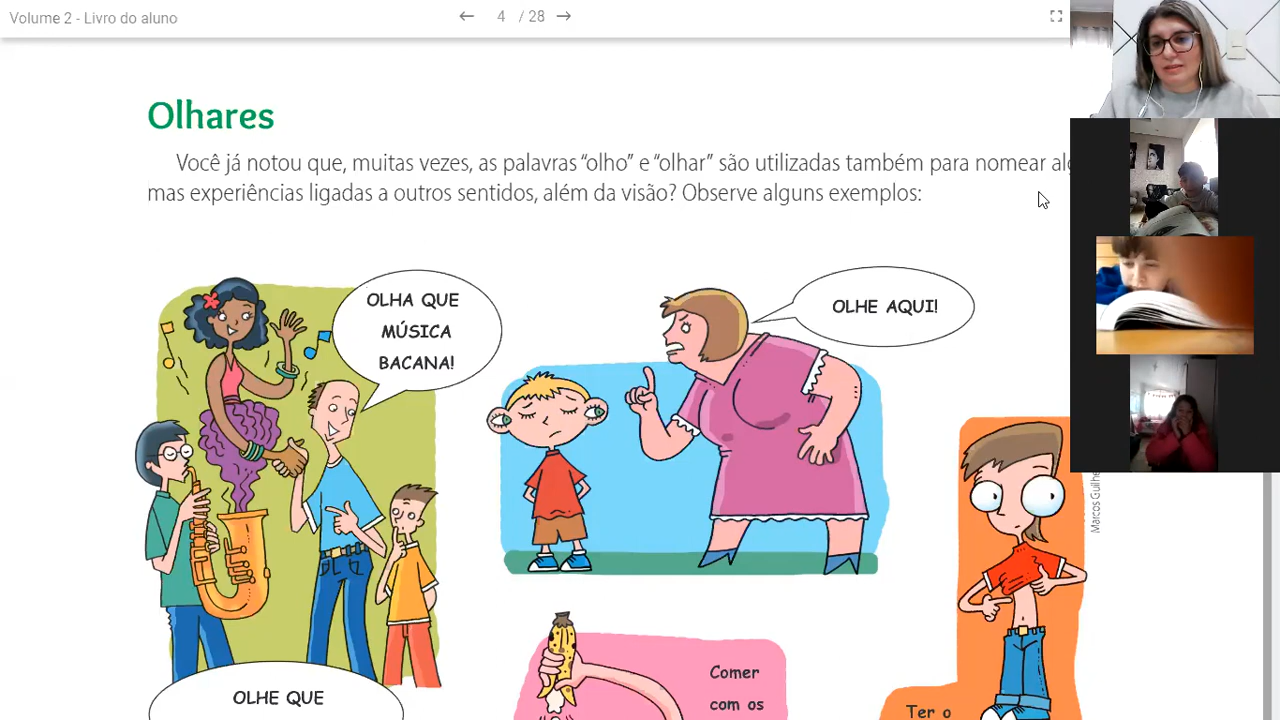 Volume 2 - Livro do aluno
4 / 28
Olhares
Você já notou que, muitas vezes, as palavras “olho” e “olhar” são utilizadas também para nomear alg
mas experiências ligadas a outros sentidos, além da visão? Observe alguns exemplos:
OLHA QUE
MÚSICA
BACANA!
OLHE AQUI!
Marcos Guilhe
OLHE QUE
Comer
com os
Ter o